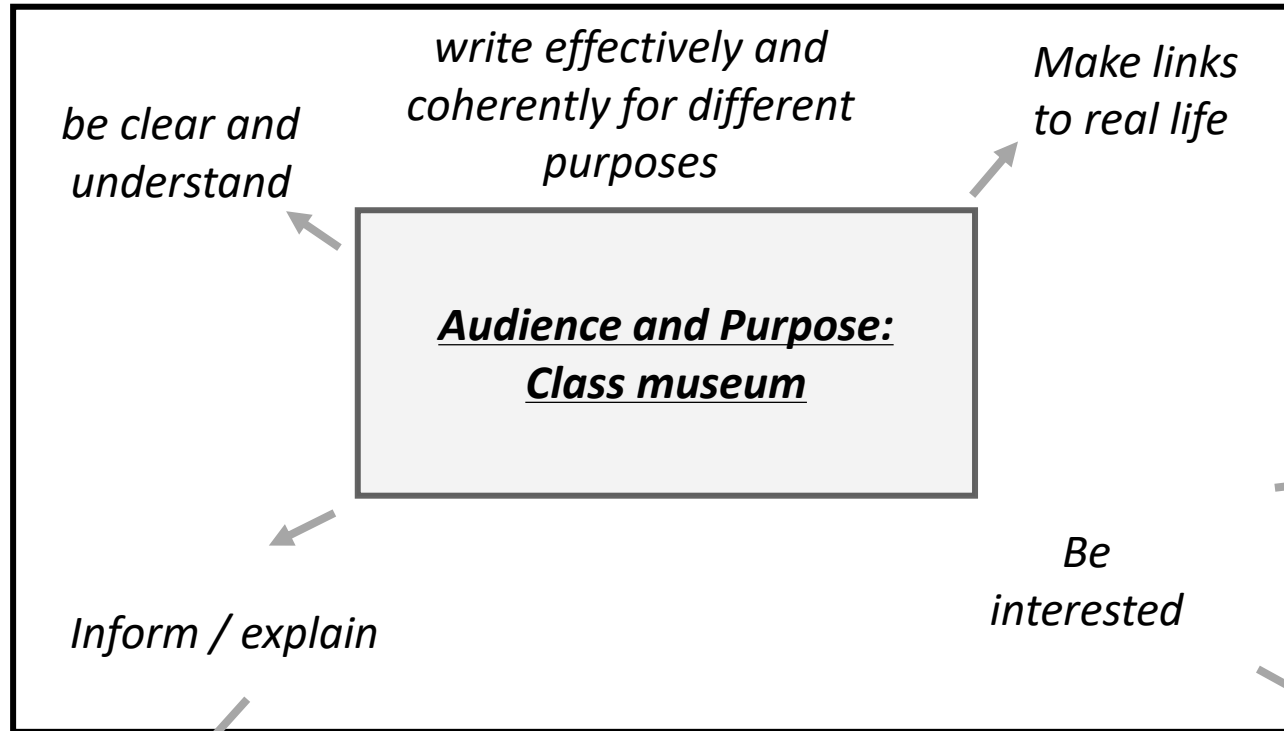 write effectively and
coherently for different
purposes
Make links
to real life
be clear and
understand
Audience and Purpose:
Class museum
Be
interested
Inform / explain